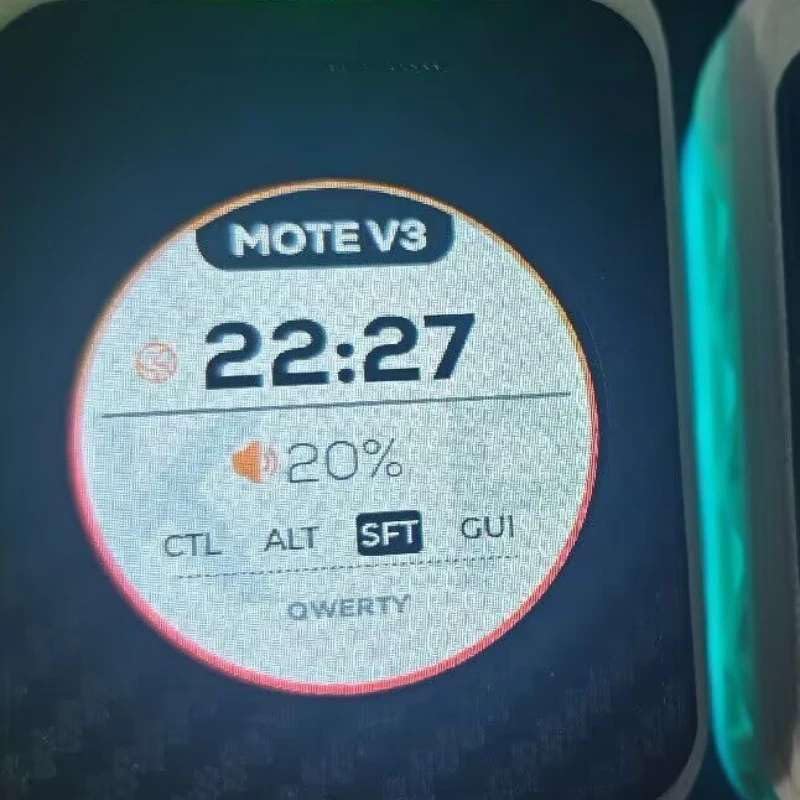 MOTE V3
22:27
20%
CTL ALT SFT GUI
QWERTY